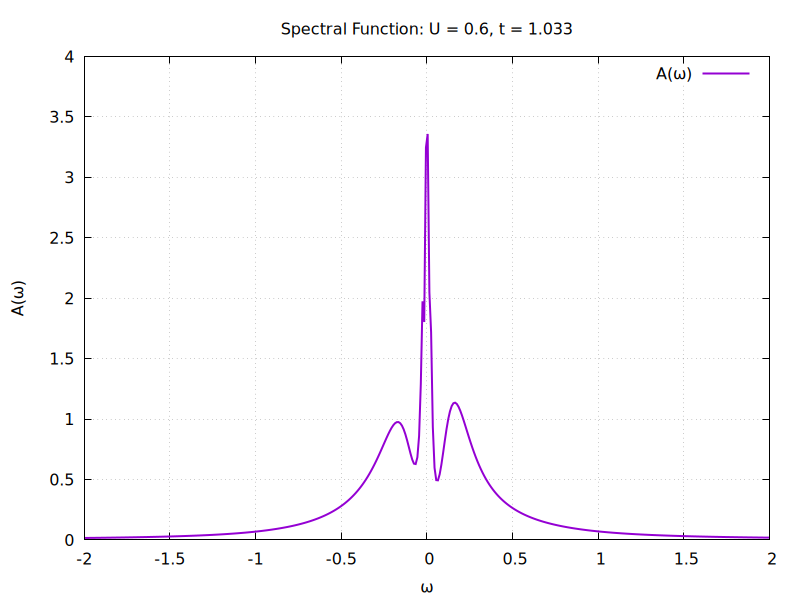 Spectral Function: U = 0.6, t = 1.033
A(ω)
4
3.5
3
2.5
2
1.5
1
0.5
0
A(ω)
-2 -1.5 -1 -0.5 0 0.5 1 1.5 2
ω